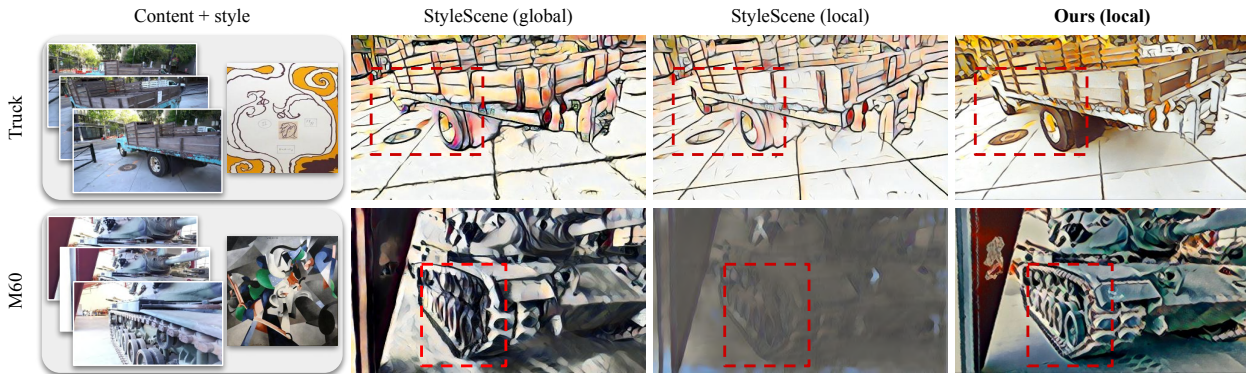 Content + style
StyleScene (global)
StyleScene (local)
Ours (local)
Truck
M60